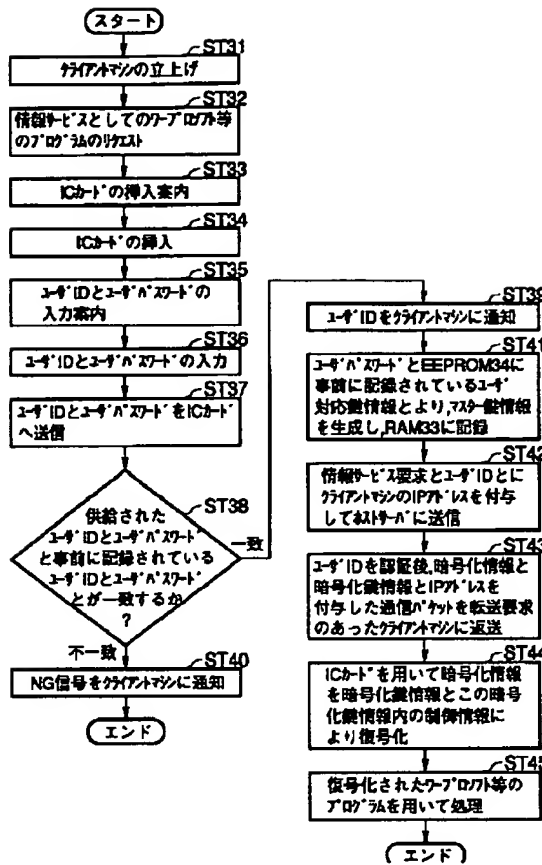 スタート
ST31
クライアントマシンの立上げ
ST32
情報サービスとしてのワープロソフト等
のプログラムのリクエスト
ST33
ICカードの挿入案内
ST34
ICカードの挿入
ST35
ユーザIDとユーザパスワードの
入力案内
ST36
ユーザIDとユーザパスワードの入力
ST37
ユーザIDとユーザパスワードをICカード
へ送信
ST38
供給された
ユーザIDとユーザパスワード
と事前に記録されている
ユーザIDとユーザパスワード
とが一致するか
?
一致
不一致
ST40
NG信号をクライアントマシンに通知
エンド
ST39
ユーザIDをクライアントマシンに通知
ST41
ユーザパスワードとEEPROM34に
事前に記録されているユーザ
対応鍵情報とより,マスター鍵情報
を生成し,RAM33に記録
ST42
情報サービス要求とユーザIDとに
クライアントマシンのIPアドレスを付与
してホストサーバに送信
ST43
ユーザIDを認証後,暗号化情報と
暗号化鍵情報とIPアドレスを
付与した通信パケットを転送要求
のあったクライアントマシンに返送
ST44
ICカードを用いて暗号化情報
を暗号化鍵情報とこの暗号
化鍵情報内の制御情報に
より復号化
ST45
復号化されたワープロソフト等の
プログラムを用いて処理
エンド